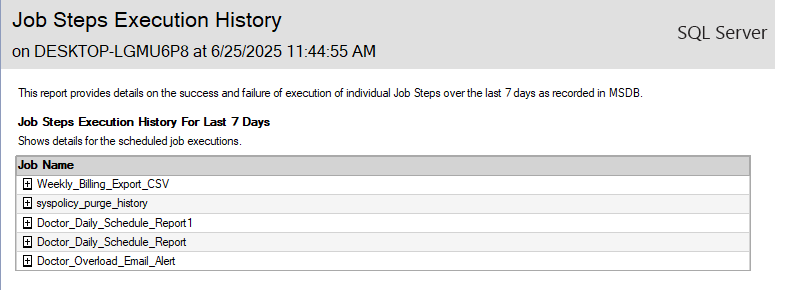 Job Steps Execution History
on DESKTOP-LGMU6P8 at 6/25/2025 11:44:55 AM
SQL Server
This report provides details on the success and failure of execution of individual Job Steps over the last 7 days as recorded in MSDB.
Job Steps Execution History For Last 7 Days
Shows details for the scheduled job executions.
Job Name
Weekly_Billing_Export_CSV
syspolicy_purge_history
Doctor_Daily_Schedule_Report1
Doctor_Daily_Schedule_Report
Doctor_Overload_Email_Alert